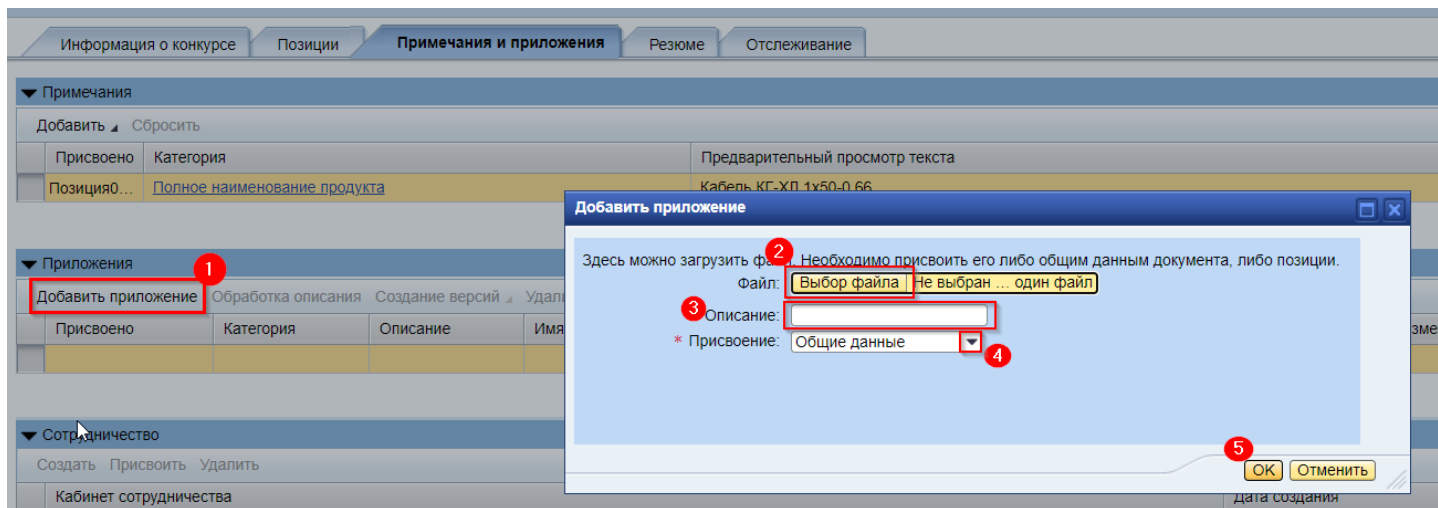 Информация о конкурсе Позиции Примечания и приложения Резюме Отслеживание
Примечания
Добавить Сбросить
Присвоено Категория Предварительный просмотр текста
Позиция0... Полное наименование продукта Кабель КГ-ХЛ 1х50-0,66
Добавить приложение
2
Здесь можно загрузить файл. Необходимо присвоить его либо общим данным документа, либо позиции.
Файл: Выбор файла Не выбран ... один файл
3
Описание:
* Присвоение: Общие данные
4
5
OK Отменить
Приложения
1
Добавить приложение Обработка описания Создание версий
Присвоено Категория Описание
Сотрудничество
Создать Присвоить Удалить
Кабинет сотрудничества Дата создания